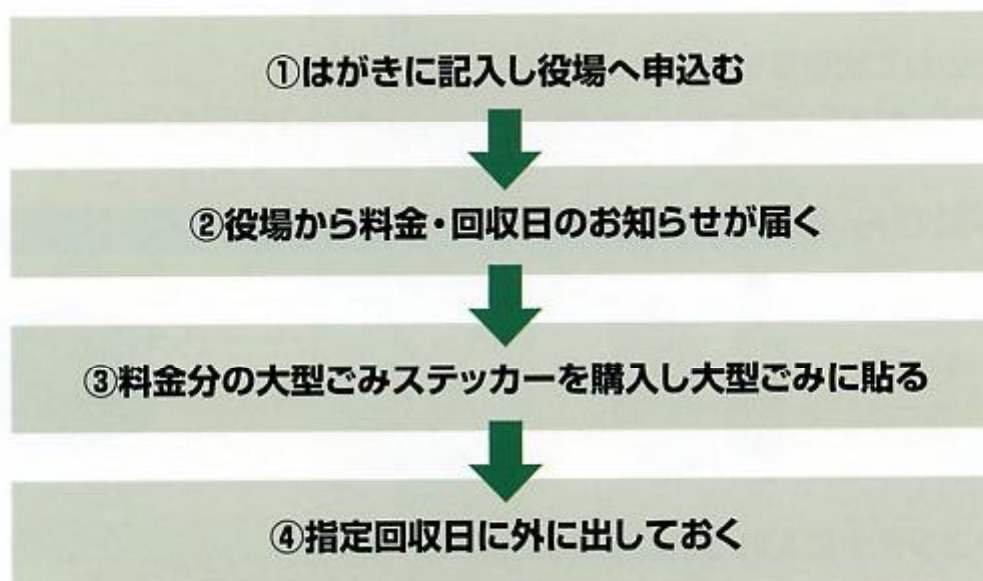 ①はがきに記入し役場へ申込む
②役場から料金・回収日のお知らせが届く
③料金分の大型ごみステッカーを購入し大型ごみに貼る
④指定回収日に外に出しておく